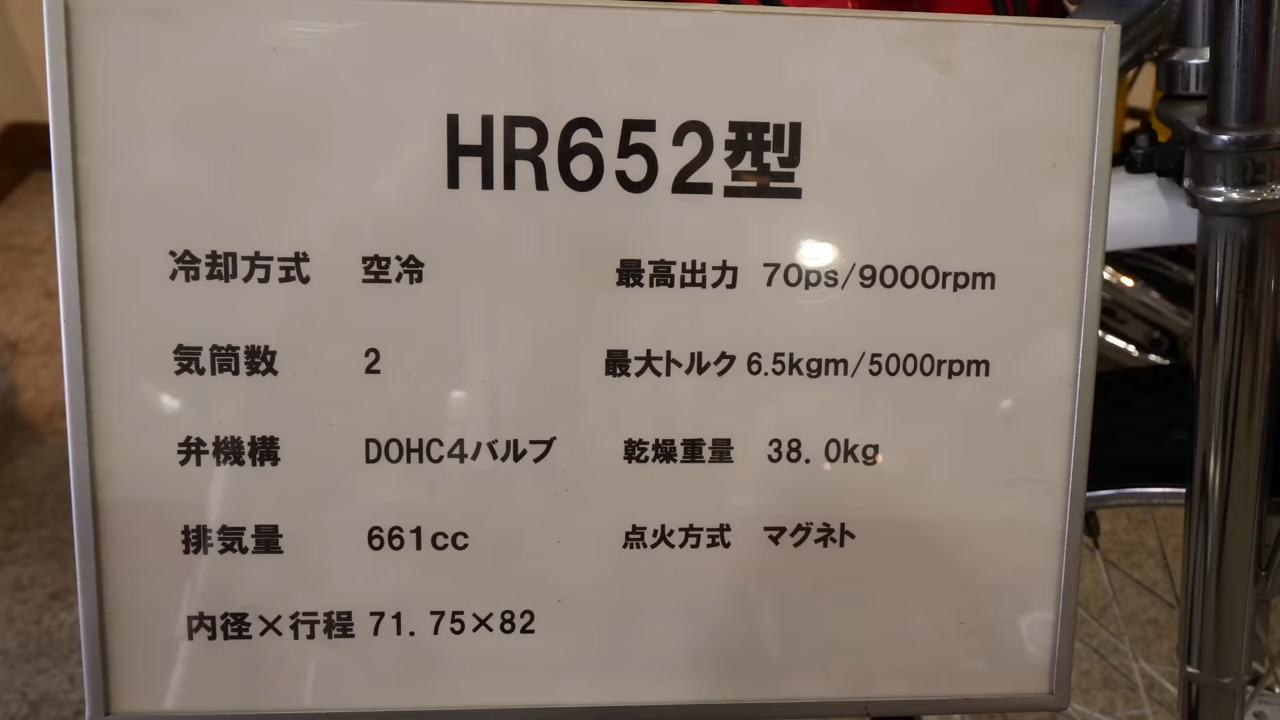 HR652型
冷却方式 空冷 最高出力 70ps/9000rpm
気筒数 2 最大トルク 6.5kgm/5000rpm
弁機構 DOHC4バルブ 乾燥重量 38.0kg
排気量 661cc 点火方式 マグネト
内径×行程 71.75×82